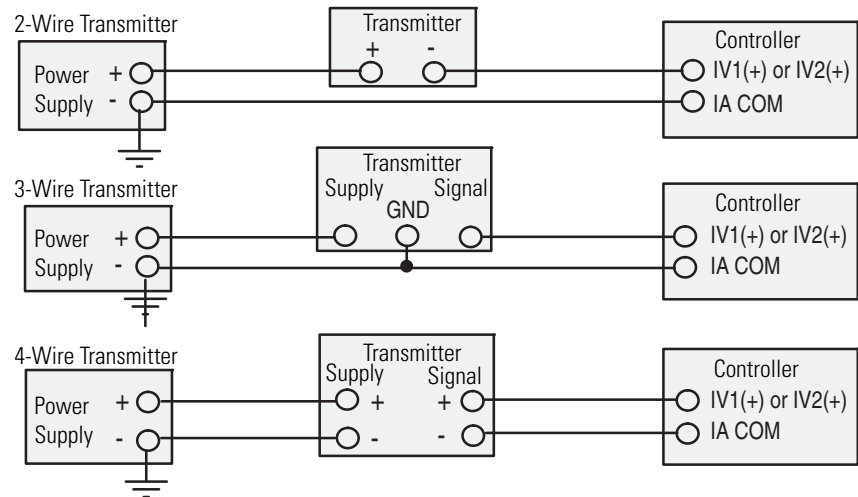 2-Wire Transmitter
Power Supply
+
-
Transmitter
+ -
Controller
IV1(+) or IV2(+)
IA COM
3-Wire Transmitter
Power Supply
+
-
Transmitter
Supply GND Signal
Controller
IV1(+) or IV2(+)
IA COM
4-Wire Transmitter
Power Supply
+
-
Transmitter
Supply Signal
+ +
- -
Controller
IV1(+) or IV2(+)
IA COM